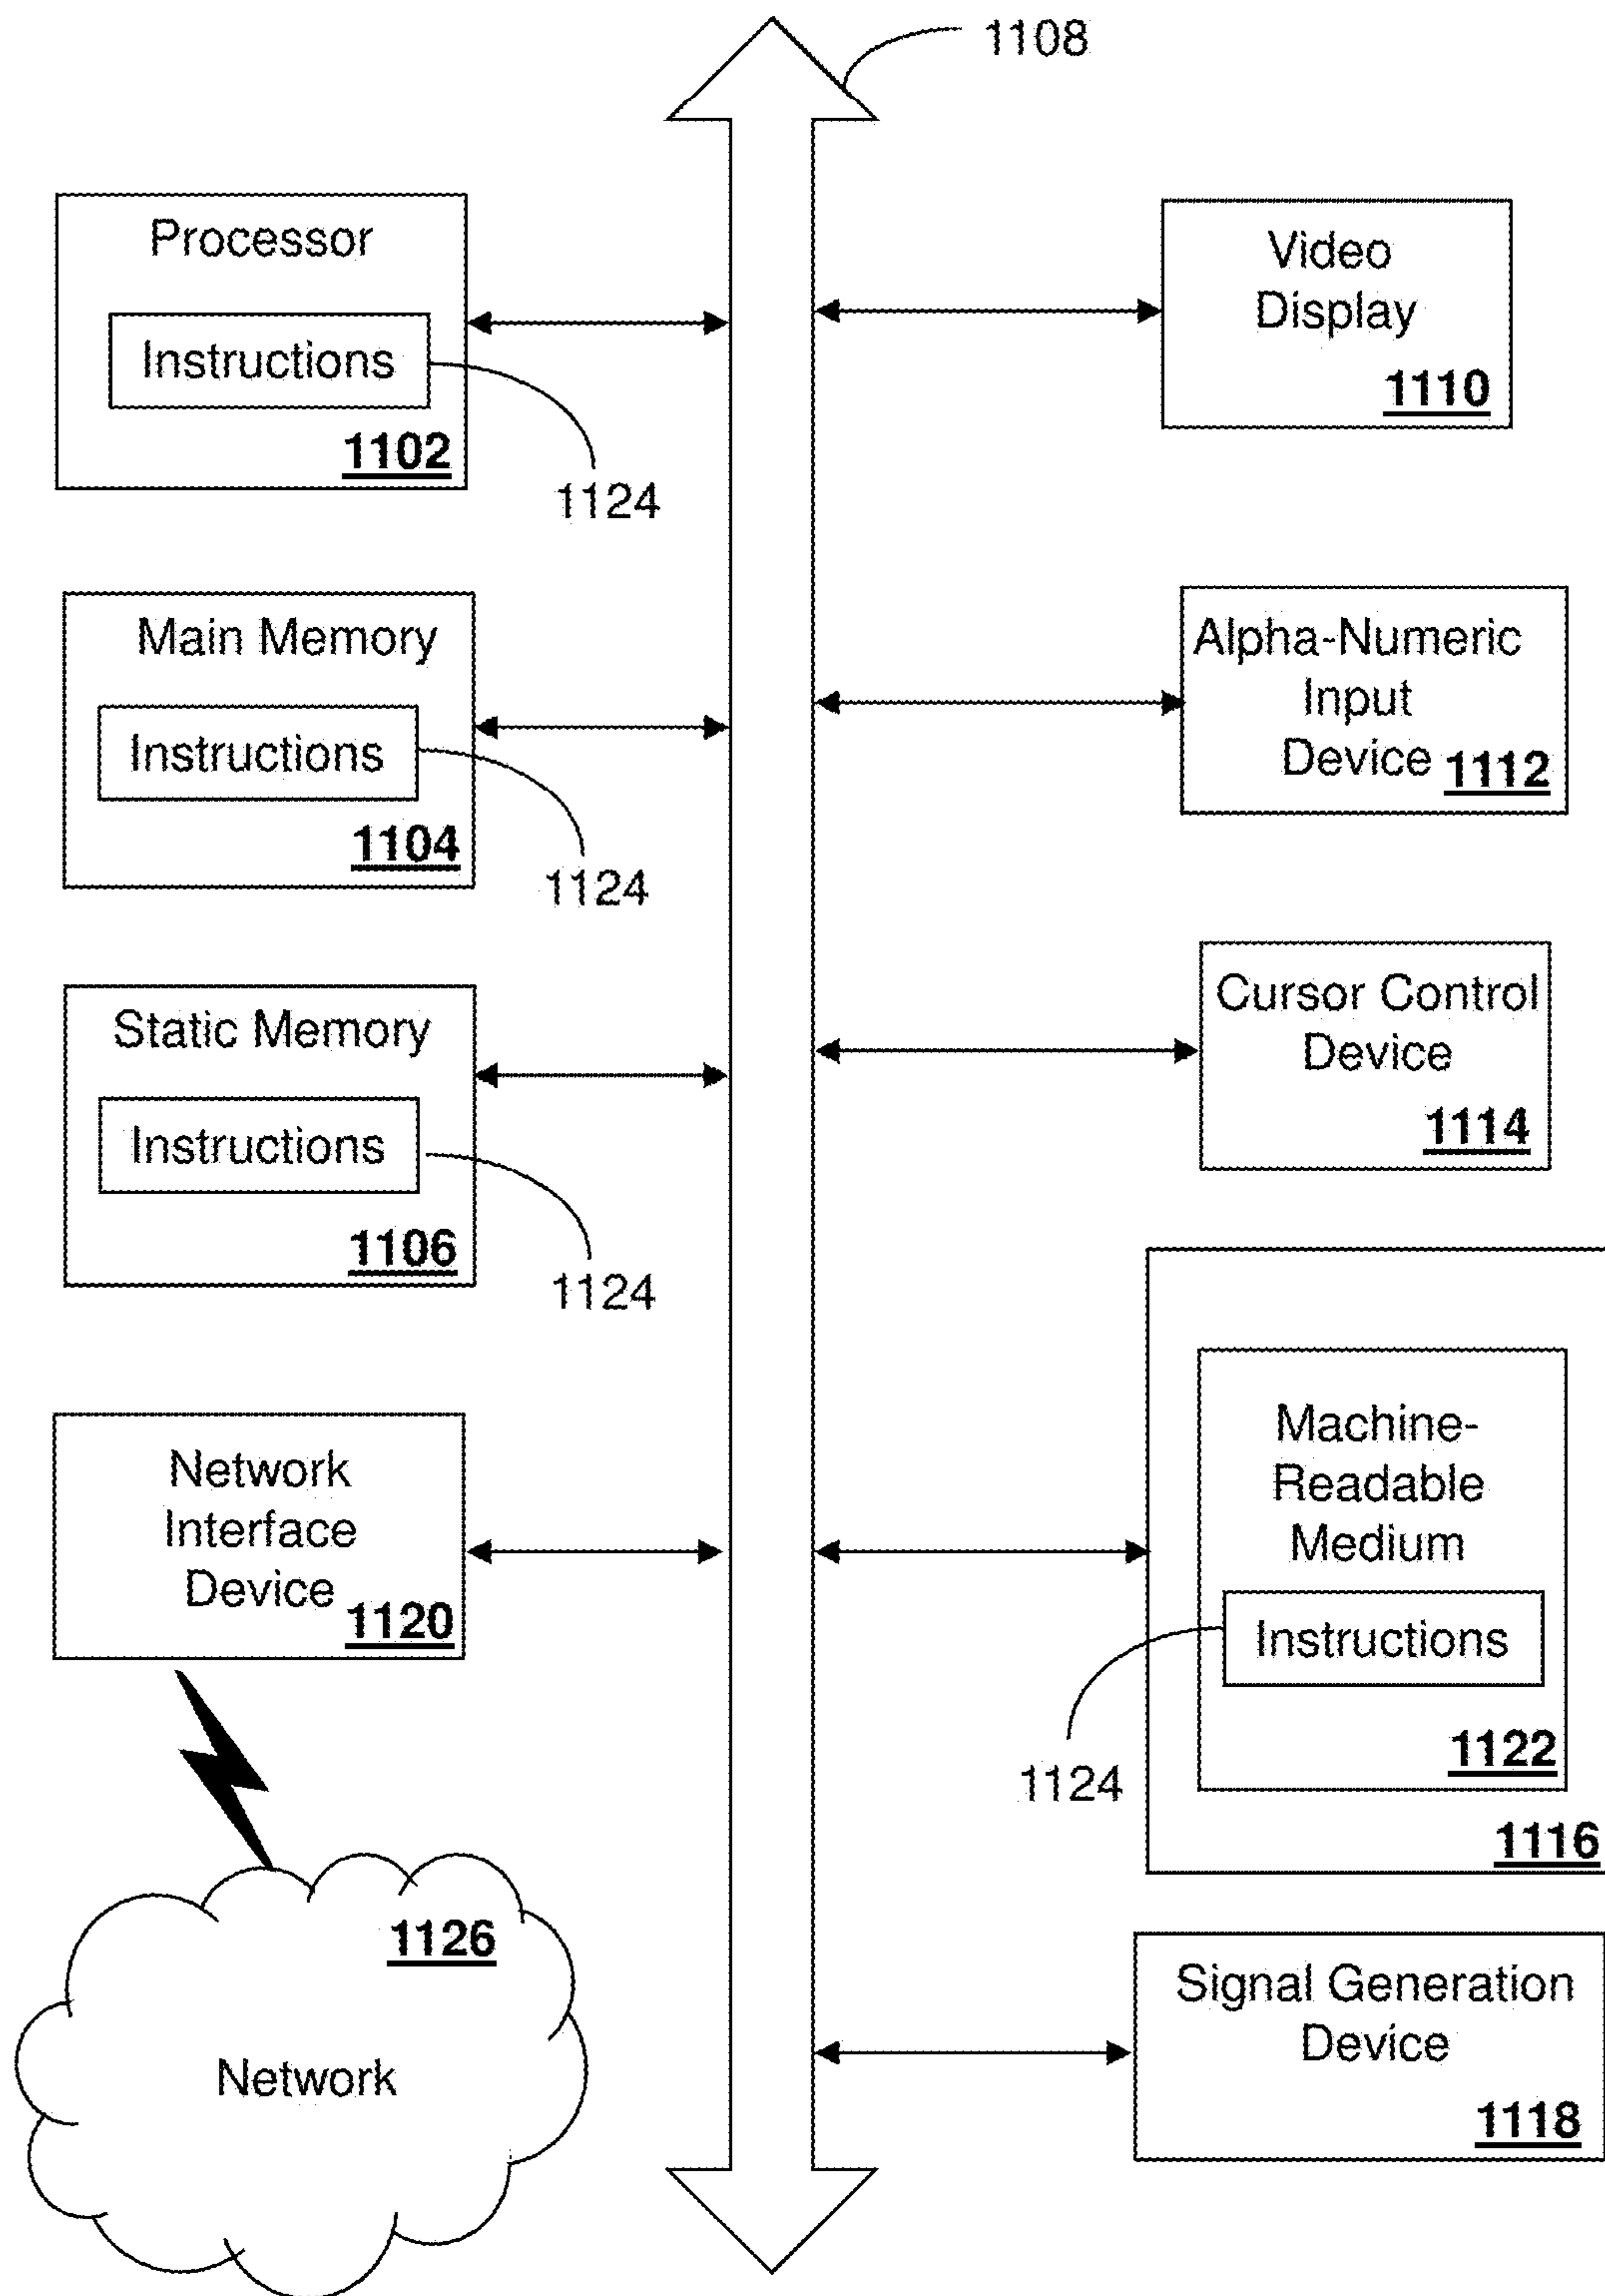 1108
Processor
Instructions
1102
1124
Main Memory
Instructions
1104
1124
Static Memory
Instructions
1106
1124
Network
Interface
Device
1120
1126
Network
Video
Display
1110
Alpha-Numeric
Input
Device 1112
Cursor Control
Device
1114
Machine-
Readable
Medium
Instructions
1122
1124
1116
Signal Generation
Device
1118